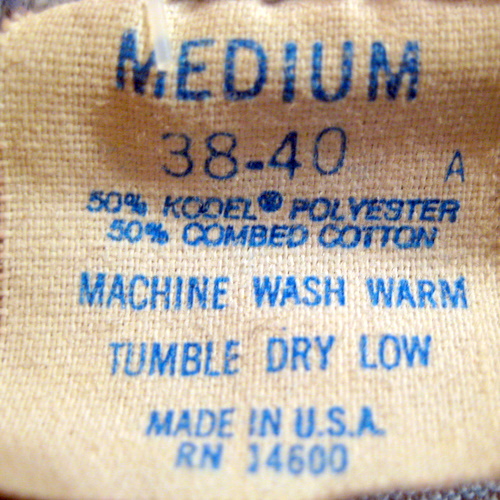 MEDIUM
38-40 A
50% KODEL® POLYESTER
50% COMBED COTTON
MACHINE WASH WARM
TUMBLE DRY LOW
MADE IN U.S.A.
RN 14600